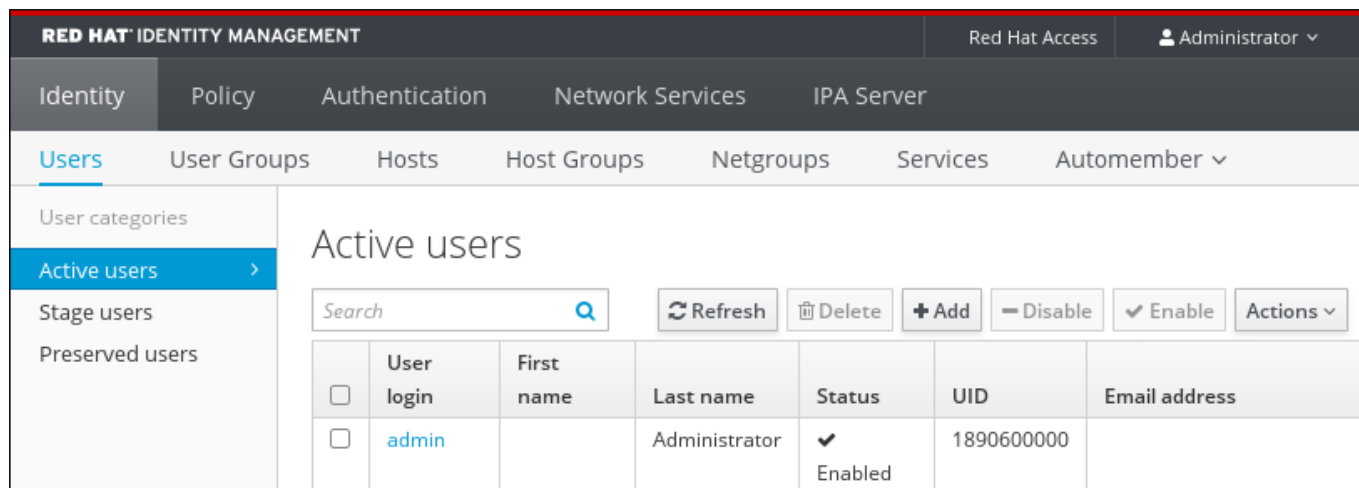 RED HAT® IDENTITY MANAGEMENT Red Hat Access Administrator
Identity Policy Authentication Network Services IPA Server
Users User Groups Hosts Host Groups Netgroups Services Automember
User categories
Active users
Stage users
Preserved users
Active users
Search Refresh Delete Add Disable Enable Actions
User login First name Last name Status UID Email address
admin Administrator Enabled 1890600000